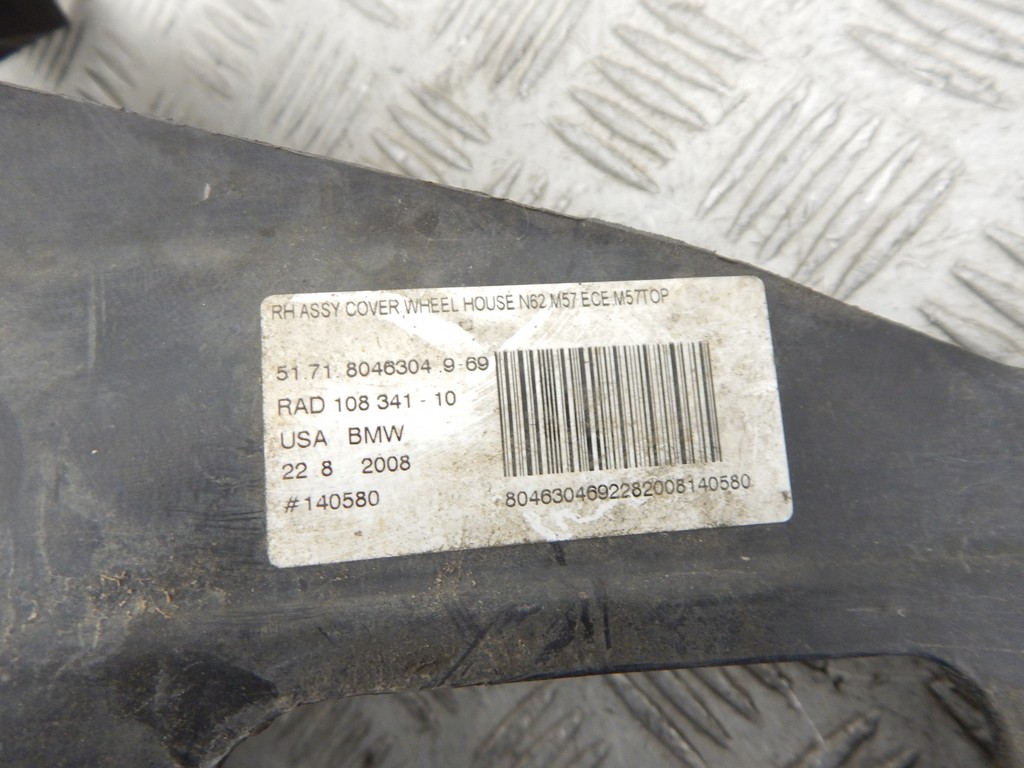 RH ASSY COVER WHEEL HOUSE N62 M57 ECE M57TOP
51.71 8046304 .9-69
RAD 108 341 - 10
USA BMW
22 8 2008
#140580
8046304692282008140580